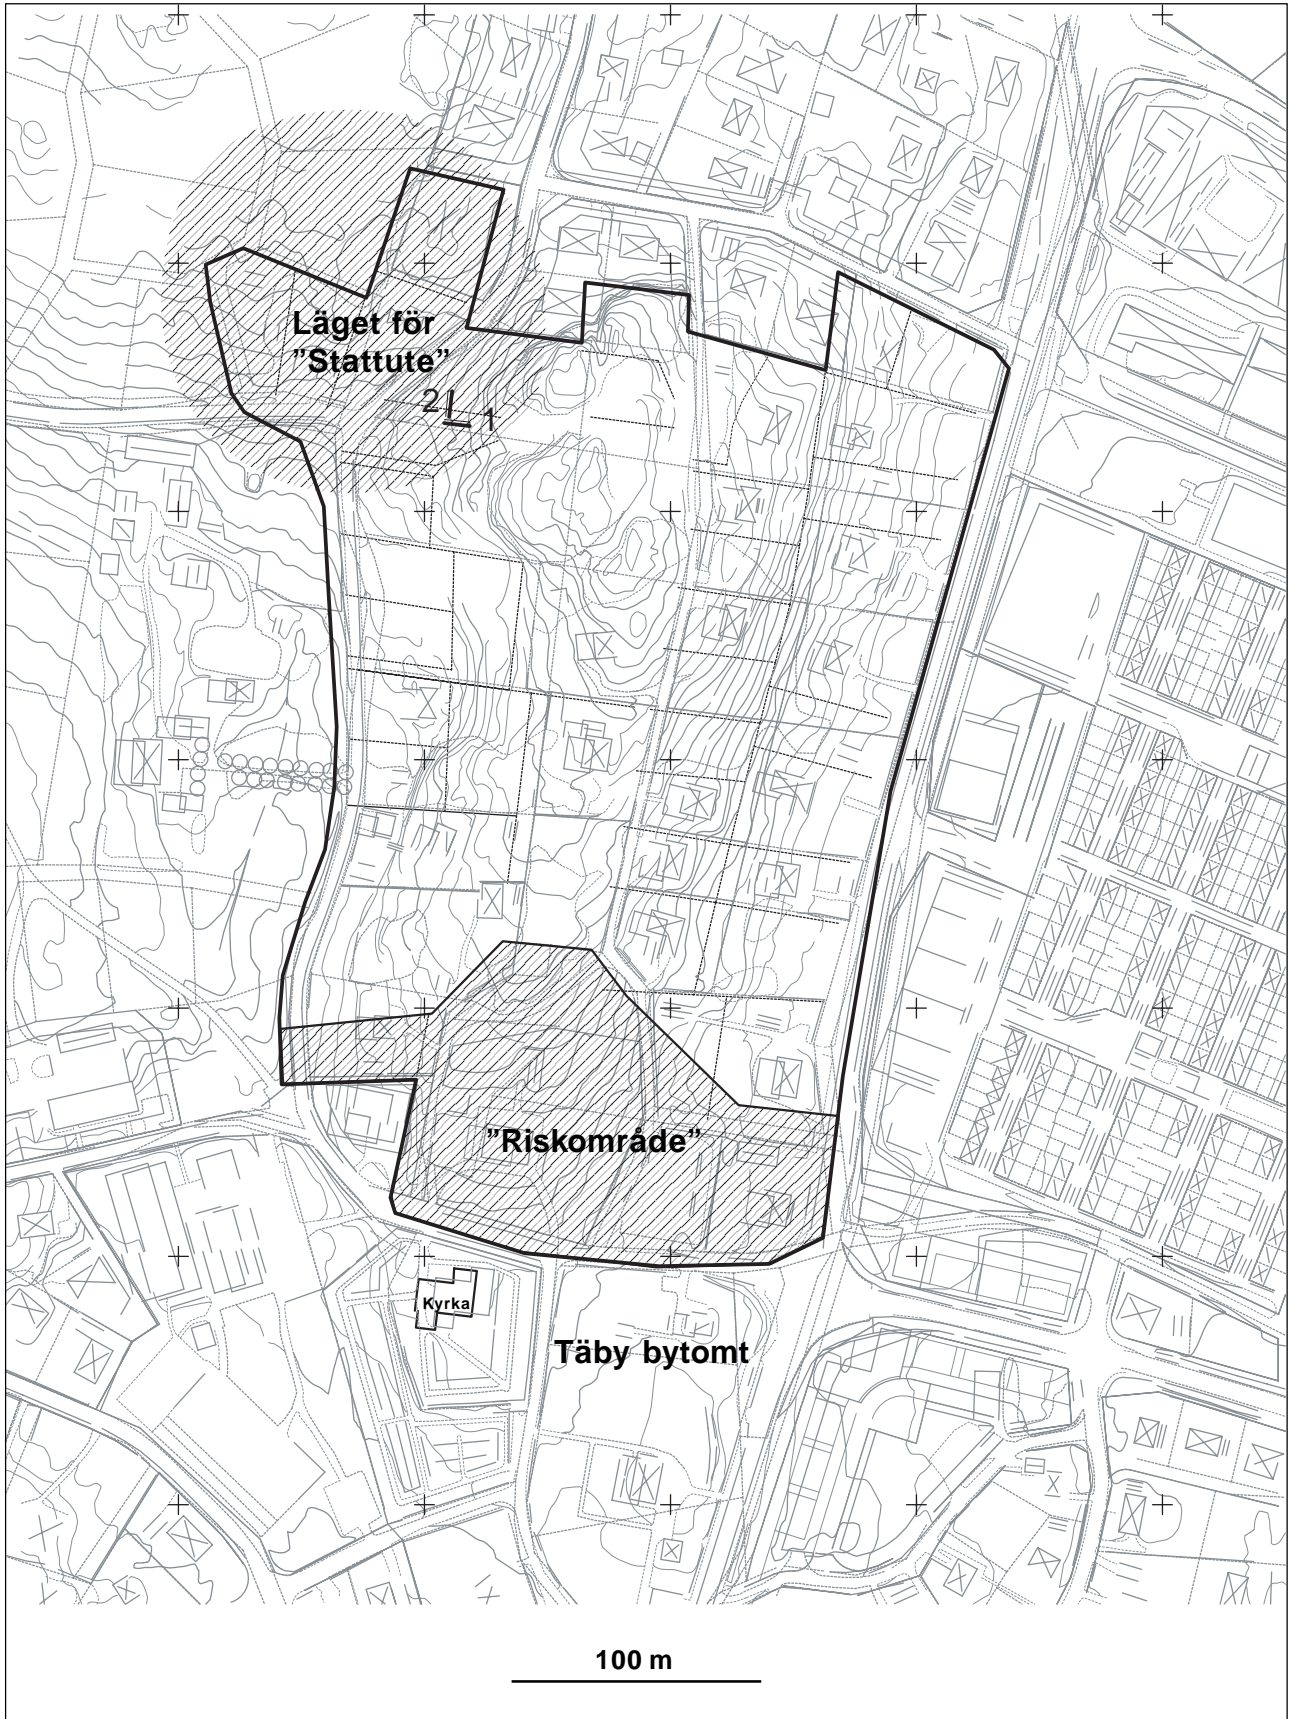 Läget för
”Stattute”
2
1
”Riskområde”
Kyrka
Täby bytomt
100 m